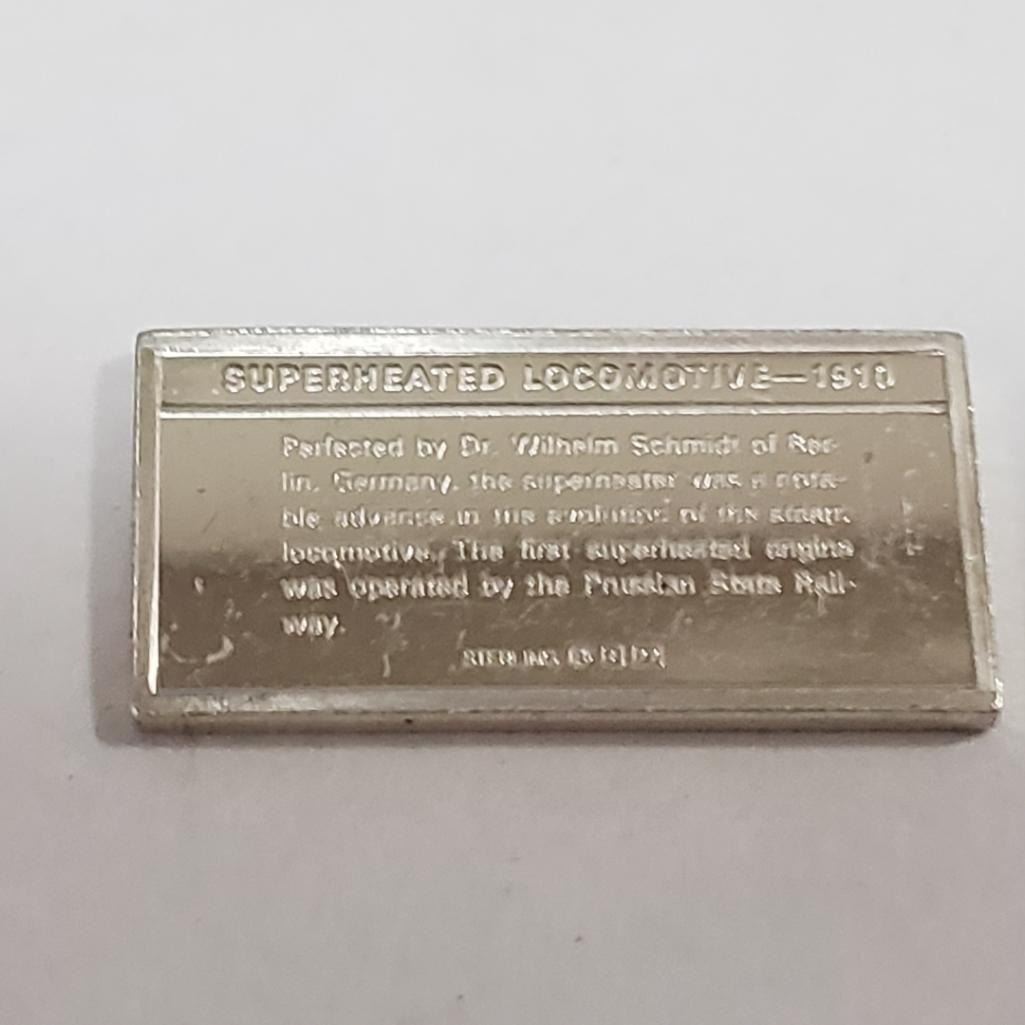 SUPERHEATED LOCOMOTIVE—1910
Perfected by Dr. Wilhelm Schmidt of Ber-
lin, Germany, the superheater was a nota-
ble advance in the evolution of the steam
locomotive. The first superheated engine
was operated by the Prussian State Rail-
way.
STERLING